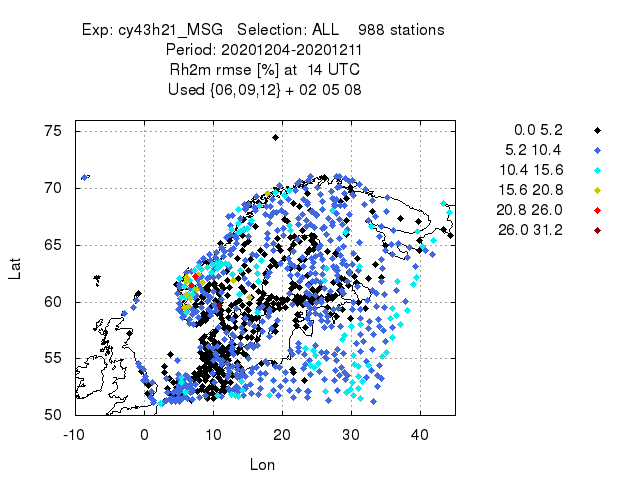 Exp: cy43h21_MSG Selection: ALL 988 stations
Period: 20201204-20201211
Rh2m rmse [%] at 14 UTC
Used {06,09,12} + 02 05 08
0.0 5.2
5.2 10.4
10.4 15.6
15.6 20.8
20.8 26.0
26.0 31.2
75
70
65
60
55
50
Lat
-10 0 10 20 30 40
Lon